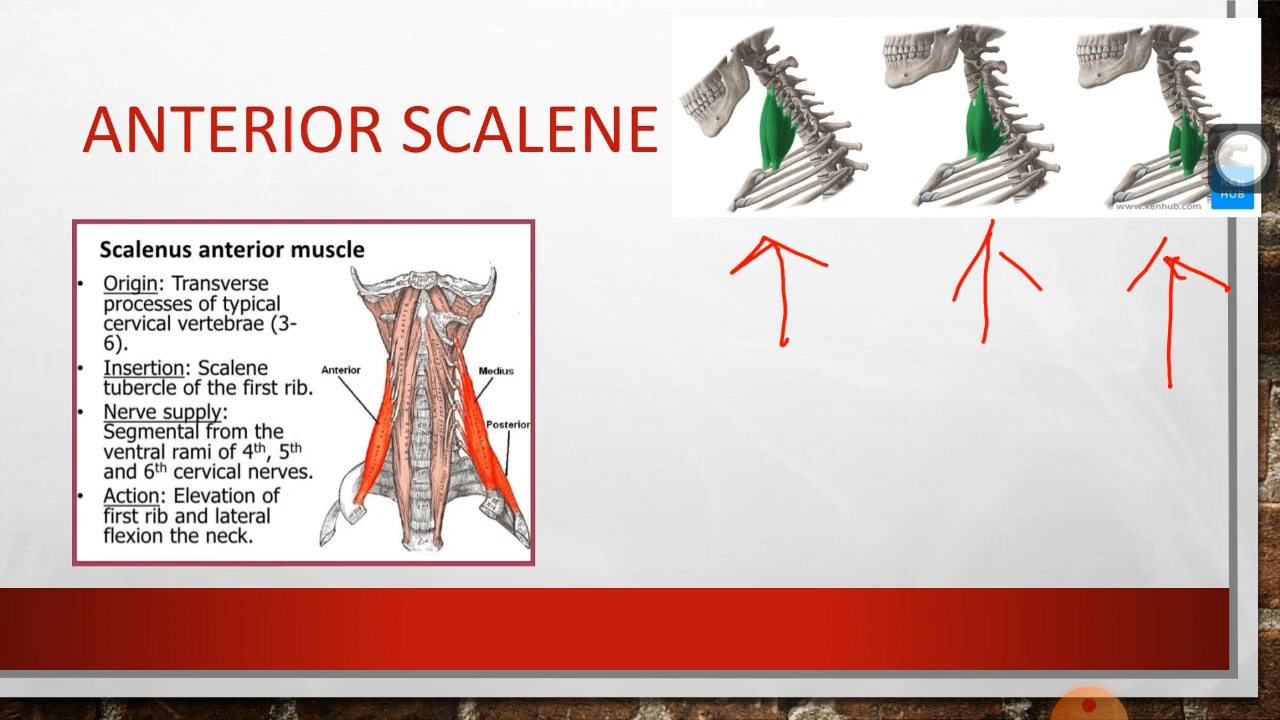 ANTERIOR SCALENE
www.kenhub.com
KEN
HUB
Scalenus anterior muscle
• Origin: Transverse
processes of typical
cervical vertebrae (3-
6).
• Insertion: Scalene
tubercle of the first rib.
• Nerve supply:
Segmental from the
ventral rami of 4th, 5th
and 6th cervical nerves.
• Action: Elevation of
first rib and lateral
flexion the neck.
Anterior
Medius
Posterior